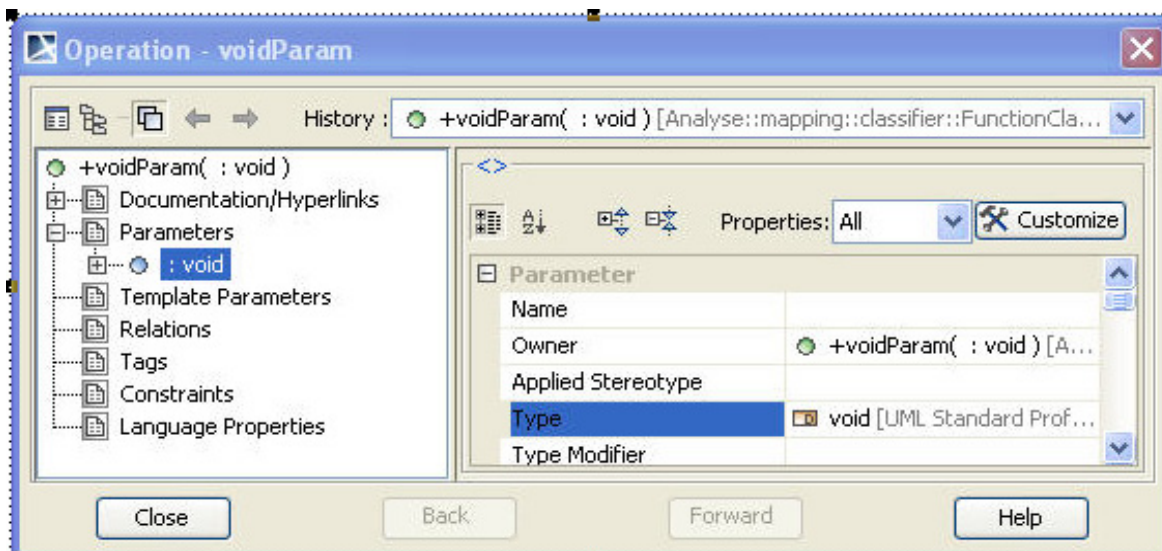 Operation - voidParam
History : +voidParam( : void ) [Analyse::mapping::classifier::FunctionCla...
+voidParam( : void )
Documentation/Hyperlinks
Parameters
: void
Template Parameters
Relations
Tags
Constraints
Language Properties
<>
Properties: All Customize
Parameter
Name
Owner +voidParam( : void ) [A...
Applied Stereotype
Type void [UML Standard Prof...
Type Modifier
Close Back Forward Help